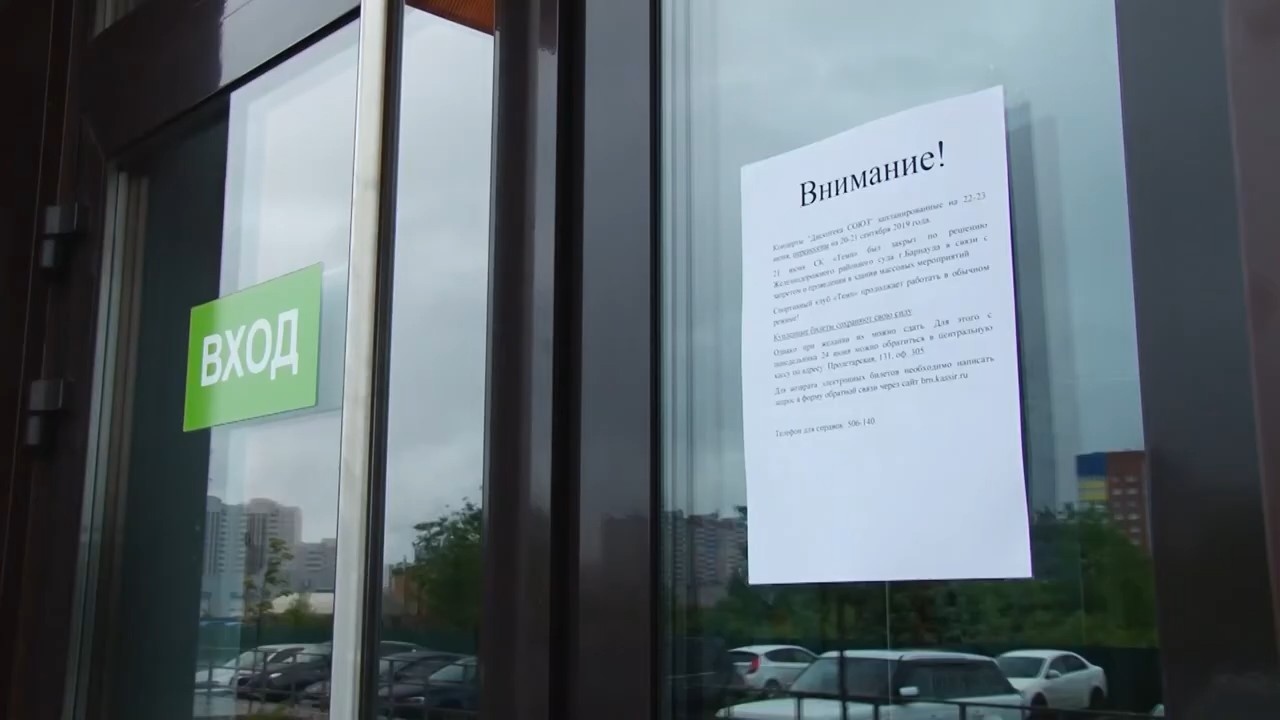 ВХОД
Внимание!
Концерты "Дискотека СОЮЗ" запланированные на 22-23
июня, перенесены на 20-21 сентября 2019 года.
21 июня СК «Темп» был закрыт по решению
Железнодорожного районного суда г.Барнаула в связи с
запретом о проведении в здании массовых мероприятий
Спортивный клуб «Темп» продолжает работать в обычном
режиме!
Купленные билеты сохраняют свою силу
Однако при желании их можно сдать. Для этого с
понедельника 24 июня можно обратиться в центральную
кассу по адресу Пролетарская, 131, оф. 305
Для возврата электронных билетов необходимо написать
запрос в форму обратной связи через сайт brn.kassir.ru
Телефон для справок 506-140